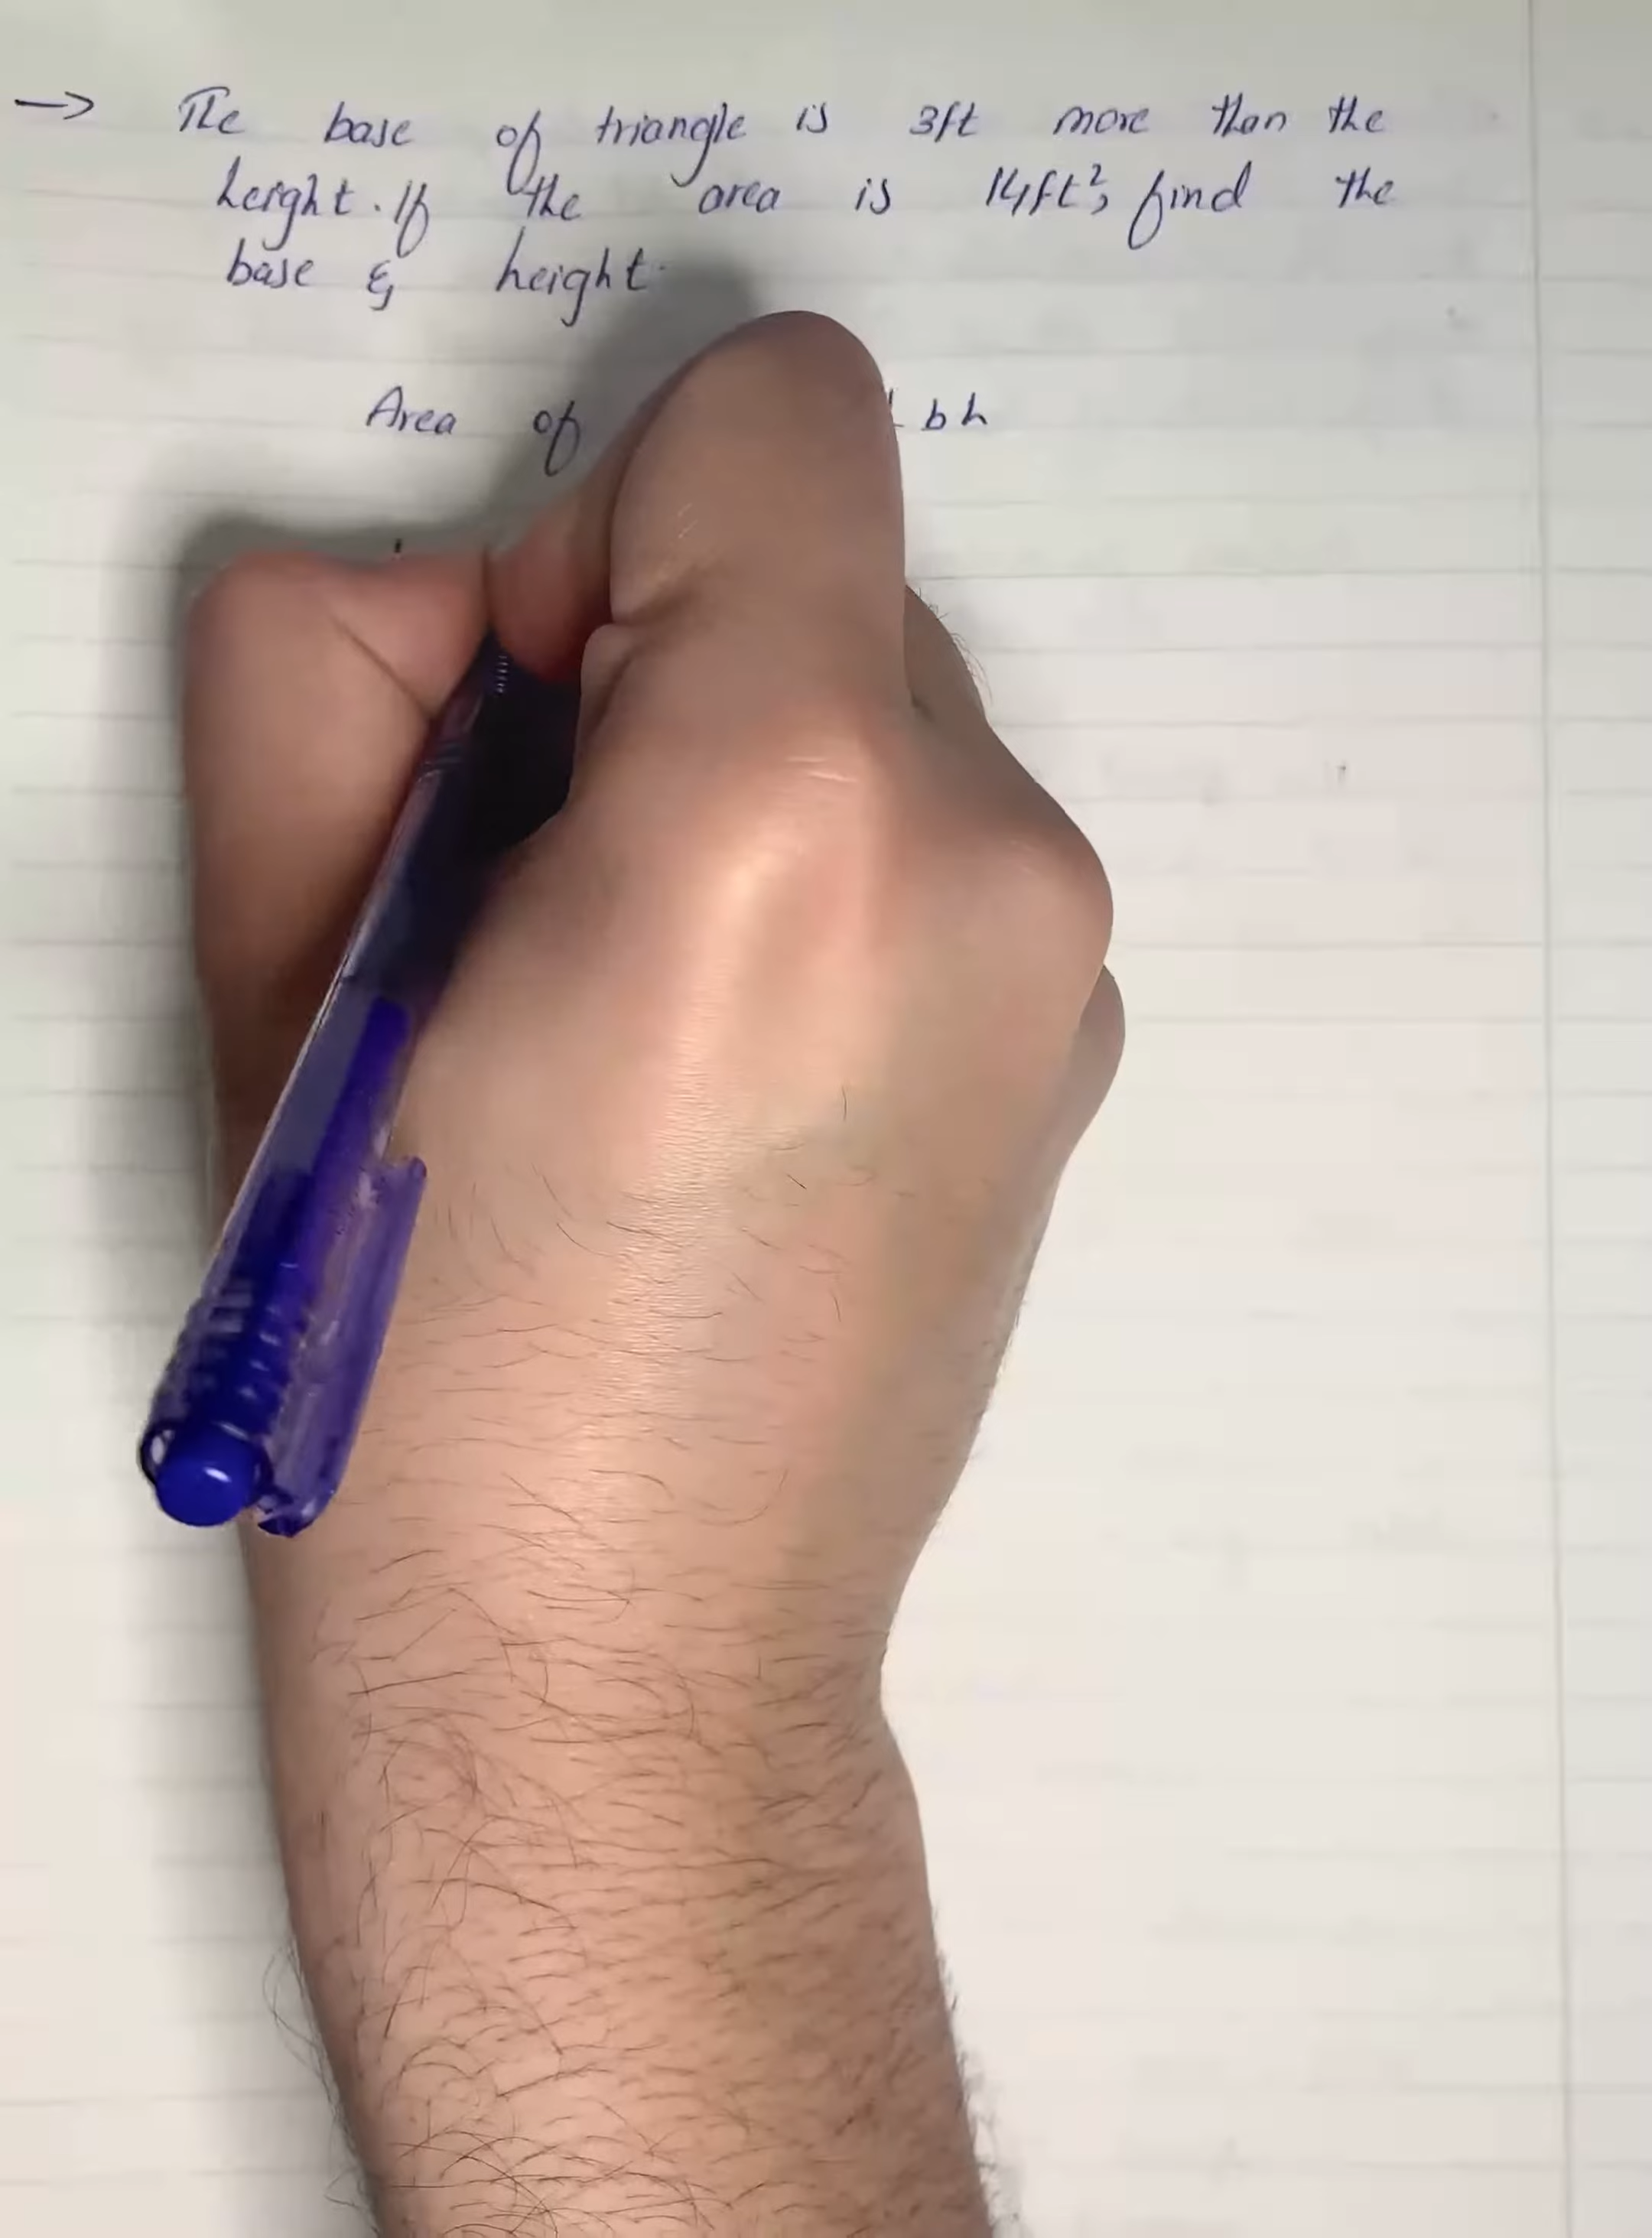 → The base of triangle is 3ft more than the
height. If the area is 14ft², find the
base & height.
Area of bh